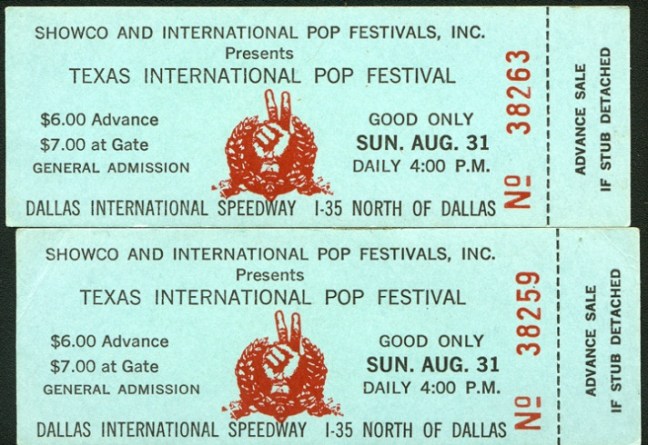 SHOWCO AND INTERNATIONAL POP FESTIVALS, INC.
Presents
TEXAS INTERNATIONAL POP FESTIVAL
$6.00 Advance
$7.00 at Gate
GENERAL ADMISSION
GOOD ONLY
SUN. AUG. 31
DAILY 4:00 P.M.
DALLAS INTERNATIONAL SPEEDWAY I-35 NORTH OF DALLAS
Nº 38263
ADVANCE SALE
IF STUB DETACHED
SHOWCO AND INTERNATIONAL POP FESTIVALS, INC.
Presents
TEXAS INTERNATIONAL POP FESTIVAL
$6.00 Advance
$7.00 at Gate
GENERAL ADMISSION
GOOD ONLY
SUN. AUG. 31
DAILY 4:00 P.M.
DALLAS INTERNATIONAL SPEEDWAY I-35 NORTH OF DALLAS
Nº 38259
ADVANCE SALE
IF STUB DETACHED